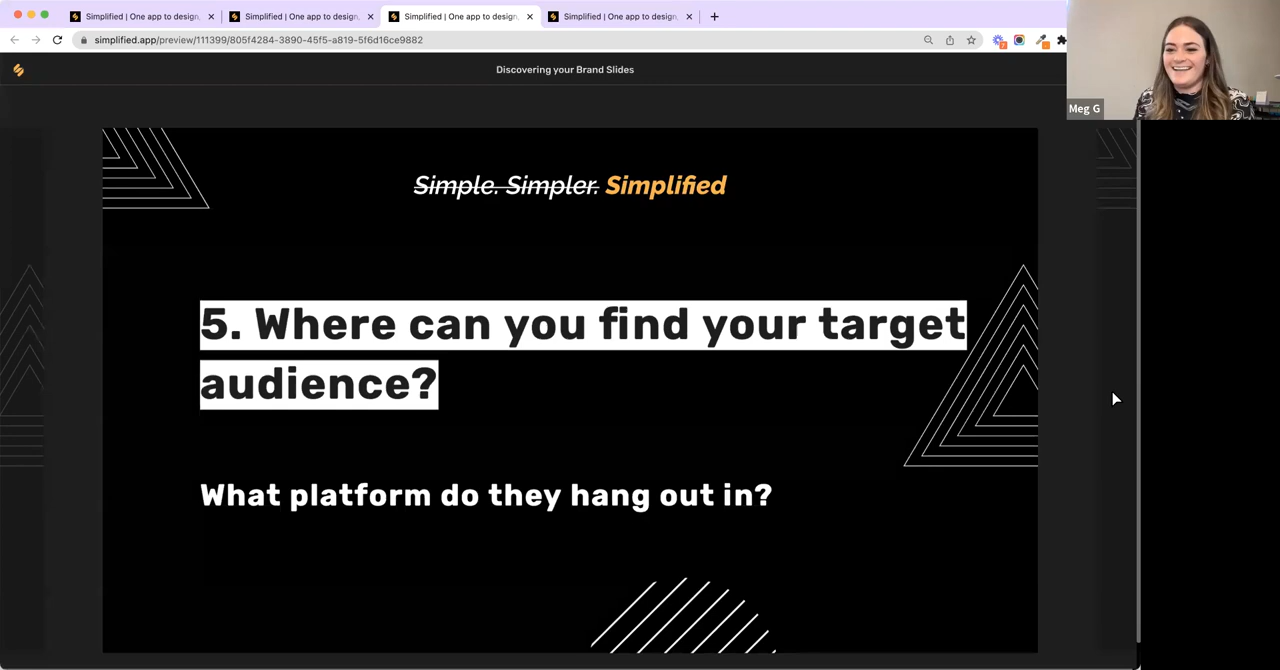 Simplified | One app to design,
Simplified | One app to design,
Simplified | One app to design,
Simplified | One app to design,
simplified.app/preview/111399/805f4284-3890-45f5-a819-5f6d16ce9882
Discovering your Brand Slides
Meg G
Simple. Simpler. Simplified
5. Where can you find your target
audience?
What platform do they hang out in?